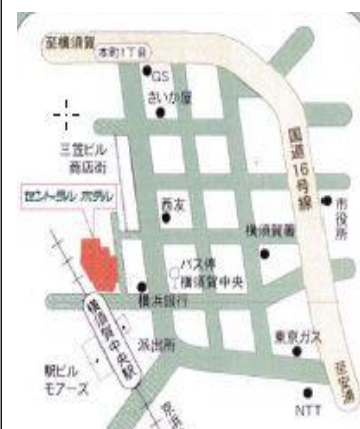 至横須賀
本町1丁目
GS
さいか屋
三笠ビル
商店街
国道16号線
セントラル ホテル
西友
市役所
横須賀署
バス停
横須賀中央
横浜銀行
横須賀中央駅
派出所
東京ガス
駅ビル
モアーズ
至安浦
京浜
NTT